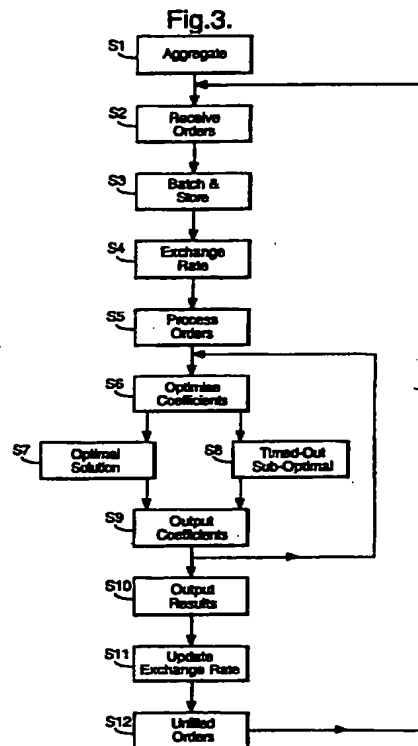 Fig.3.
S1
Aggregate
S2
Receive
Orders
S3
Batch &
Store
S4
Exchange
Rate
S5
Process
Orders
S6
Optimise
Coefficients
S7
Optimal
Solution
S8
Timed-Out
Sub-Optimal
S9
Output
Coefficients
S10
Output
Results
S11
Update
Exchange Rate
S12
Unfilled
Orders